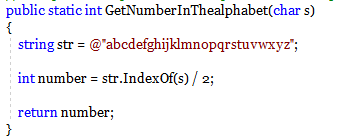 public static int GetNumberInThealphabet(char s)
{
string str = @"abcdefghijklmnopqrstuvwxyz";
int number = str.IndexOf(s) / 2;
return number;
}